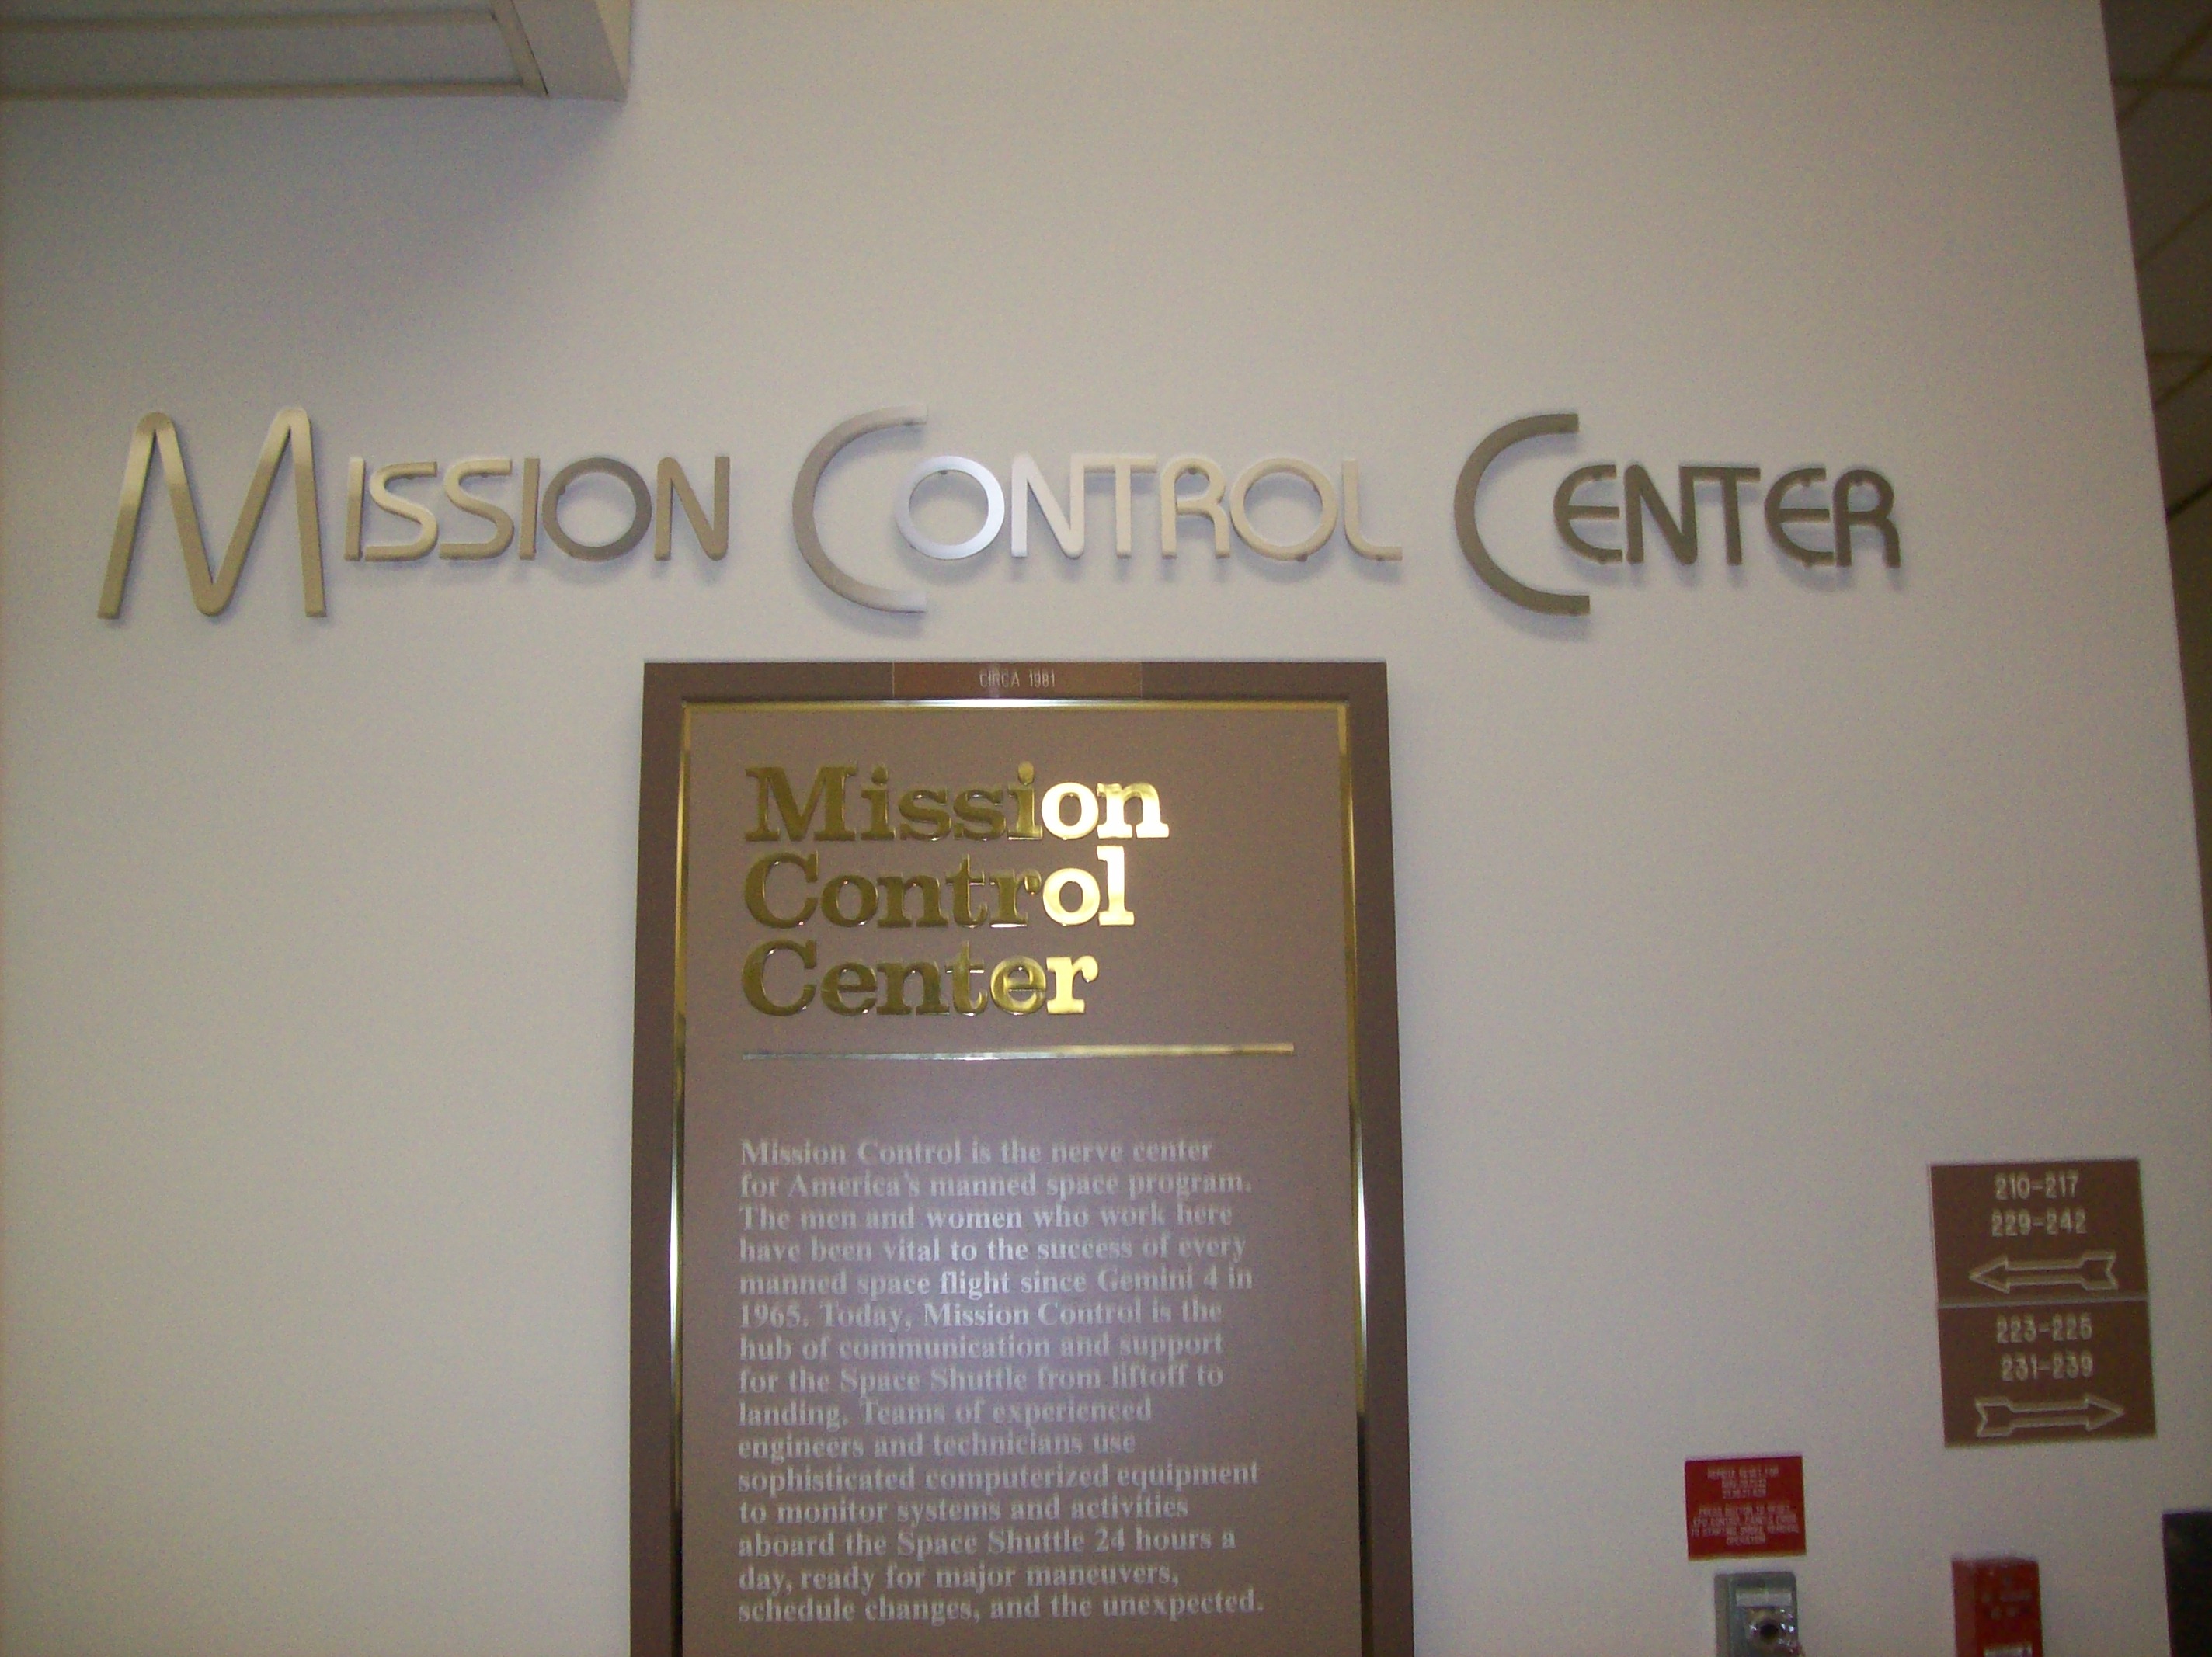 MISSION CONTROL CENTER
CIRCA 1981
Mission
Control
Center
Mission Control is the nerve center
for America's manned space program.
The men and women who work here
have been vital to the success of every
manned space flight since Gemini 4 in
1965. Today, Mission Control is the
hub of communication and support
for the Space Shuttle from liftoff to
landing. Teams of experienced
engineers and technicians use
sophisticated computerized equipment
to monitor systems and activities
aboard the Space Shuttle 24 hours a
day, ready for major maneuvers,
schedule changes, and the unexpected.
210-217
229-242
223-225
231-239